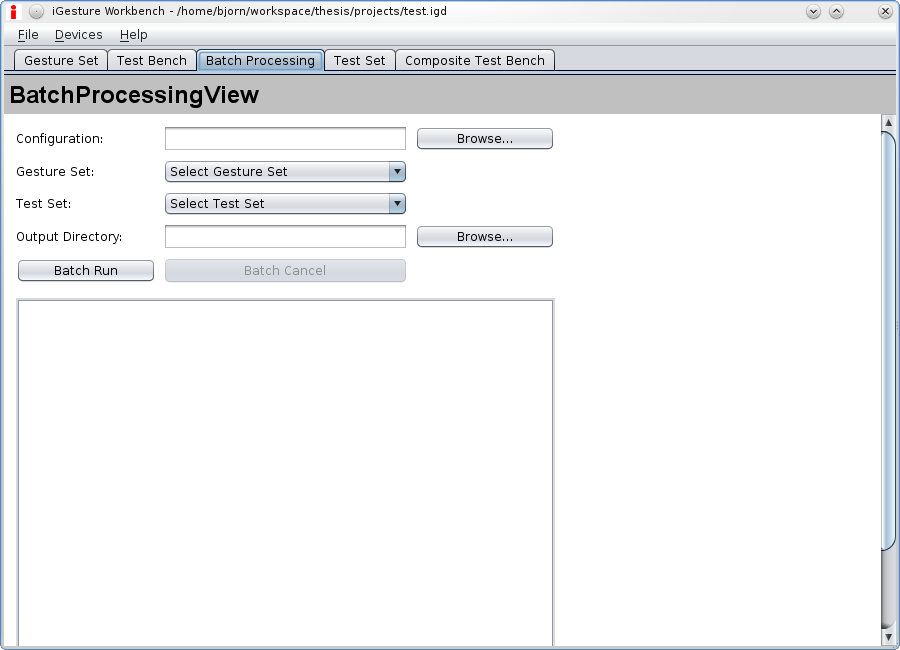 iGesture Workbench - /home/bjorn/workspace/thesis/projects/test.igd
File Devices Help
Gesture Set Test Bench Batch Processing Test Set Composite Test Bench
BatchProcessingView
Configuration: Browse...
Gesture Set: Select Gesture Set
Test Set: Select Test Set
Output Directory: Browse...
Batch Run Batch Cancel